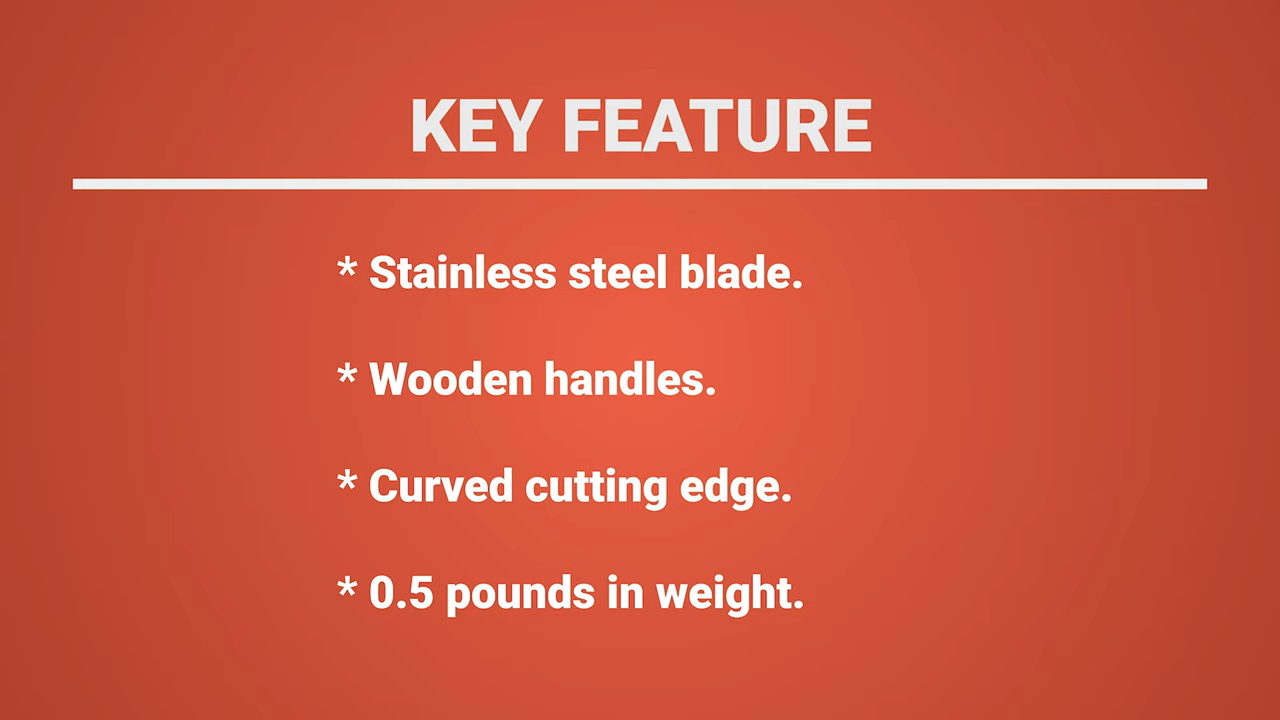 KEY FEATURE
* Stainless steel blade.
* Wooden handles.
* Curved cutting edge.
* 0.5 pounds in weight.